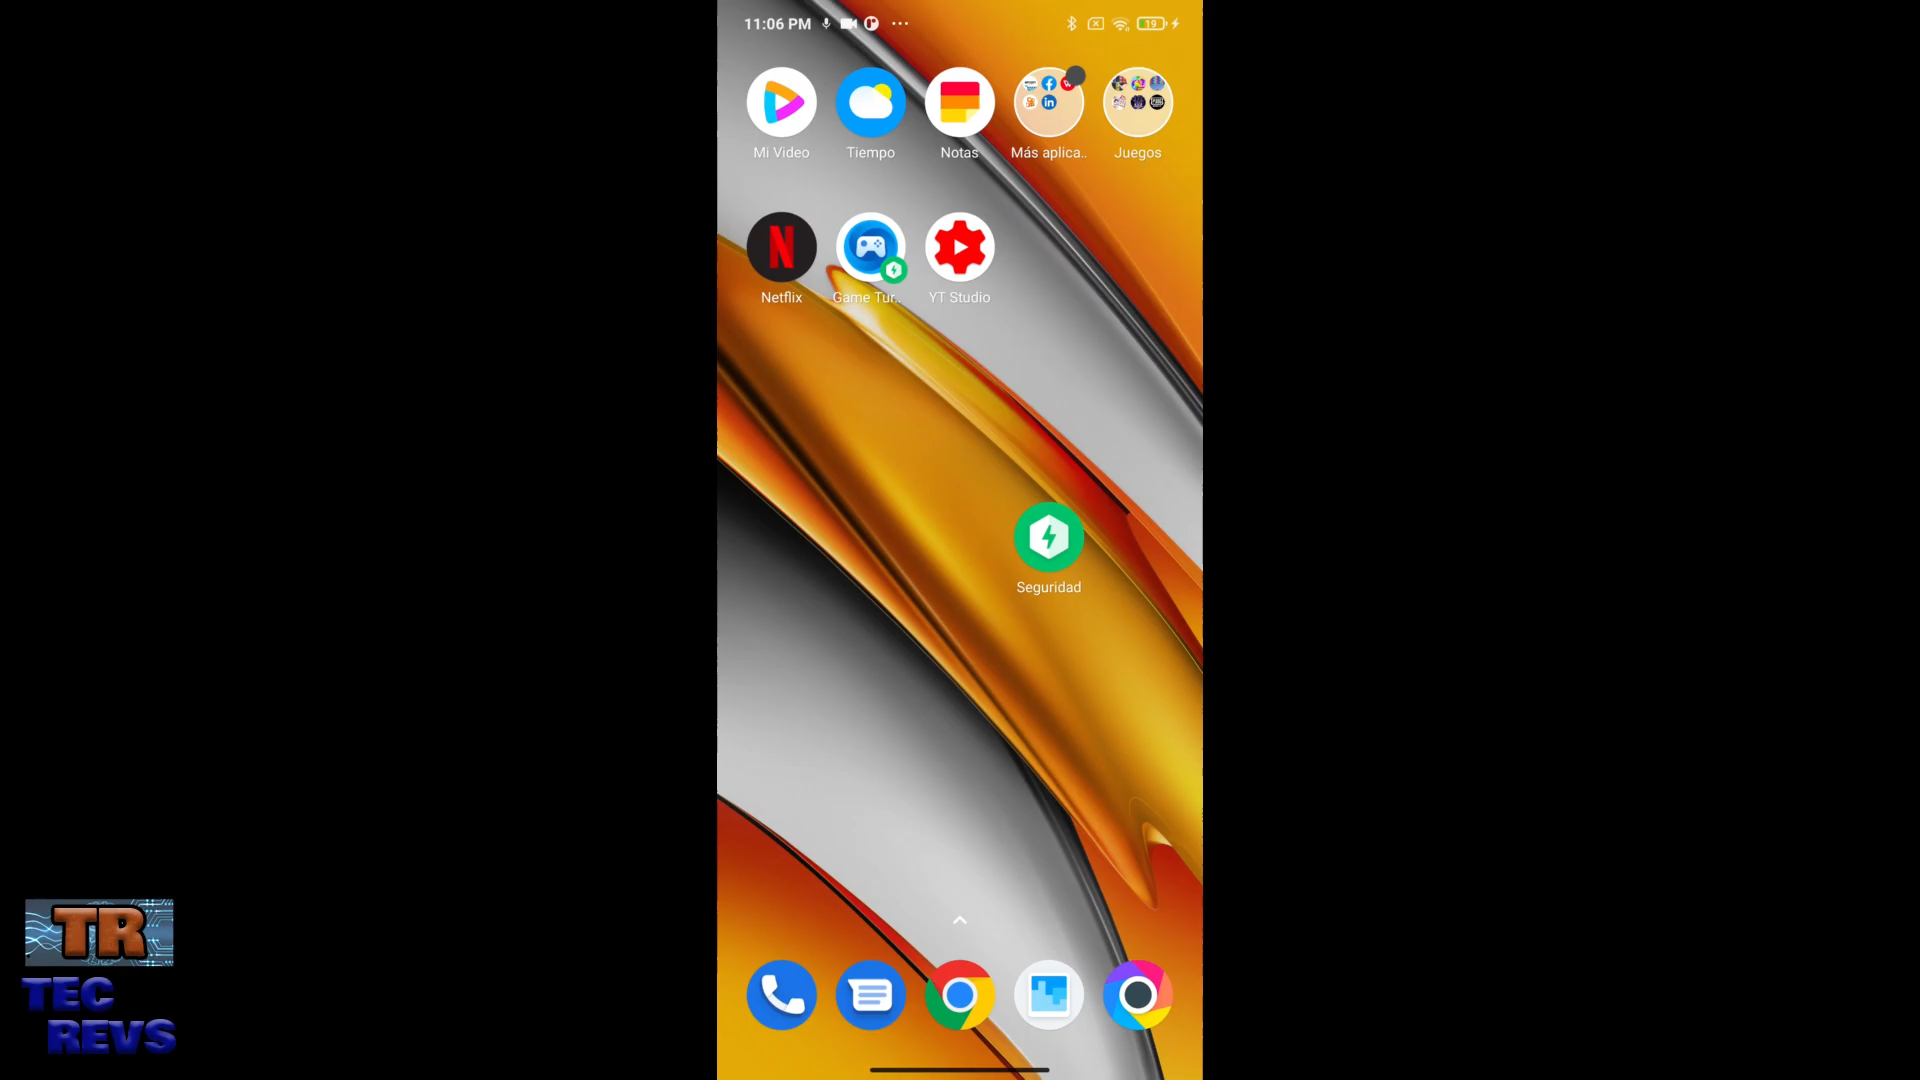 11:06 PM
19
Mi Video
Tiempo
Notas
Más aplica..
Juegos
Netflix
Game Tur..
YT Studio
Seguridad
TR
TEC
REVS